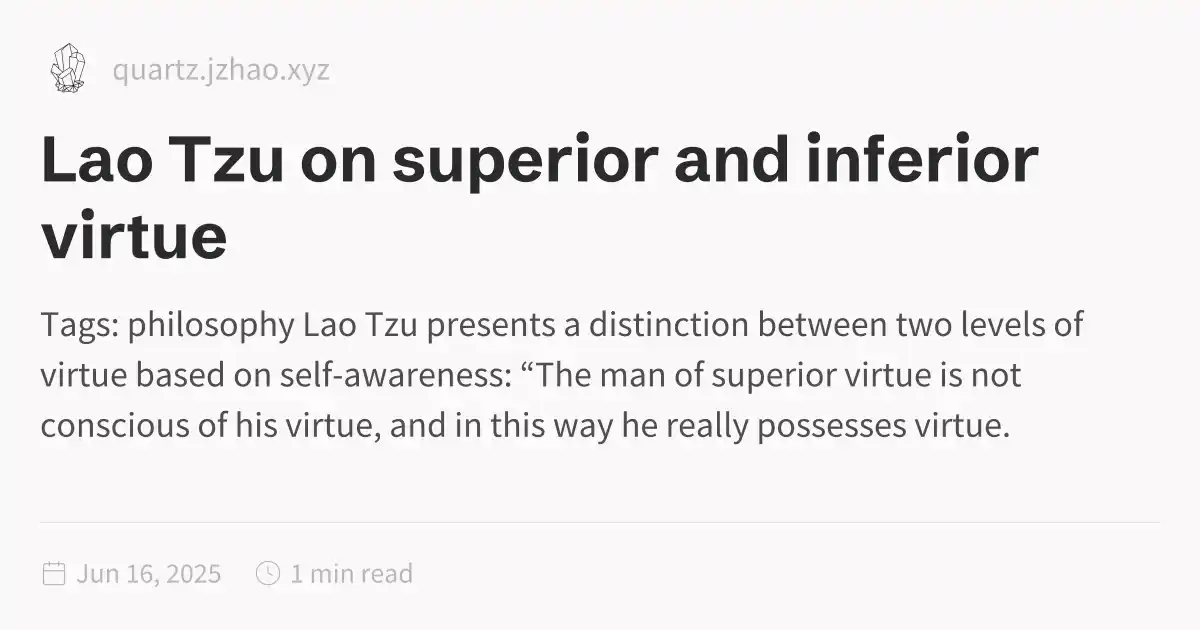 quartz.jzhao.xyz
Lao Tzu on superior and inferior
virtue
Tags: philosophy Lao Tzu presents a distinction between two levels of
virtue based on self-awareness: “The man of superior virtue is not
conscious of his virtue, and in this way he really possesses virtue.
Jun 16, 2025 1 min read